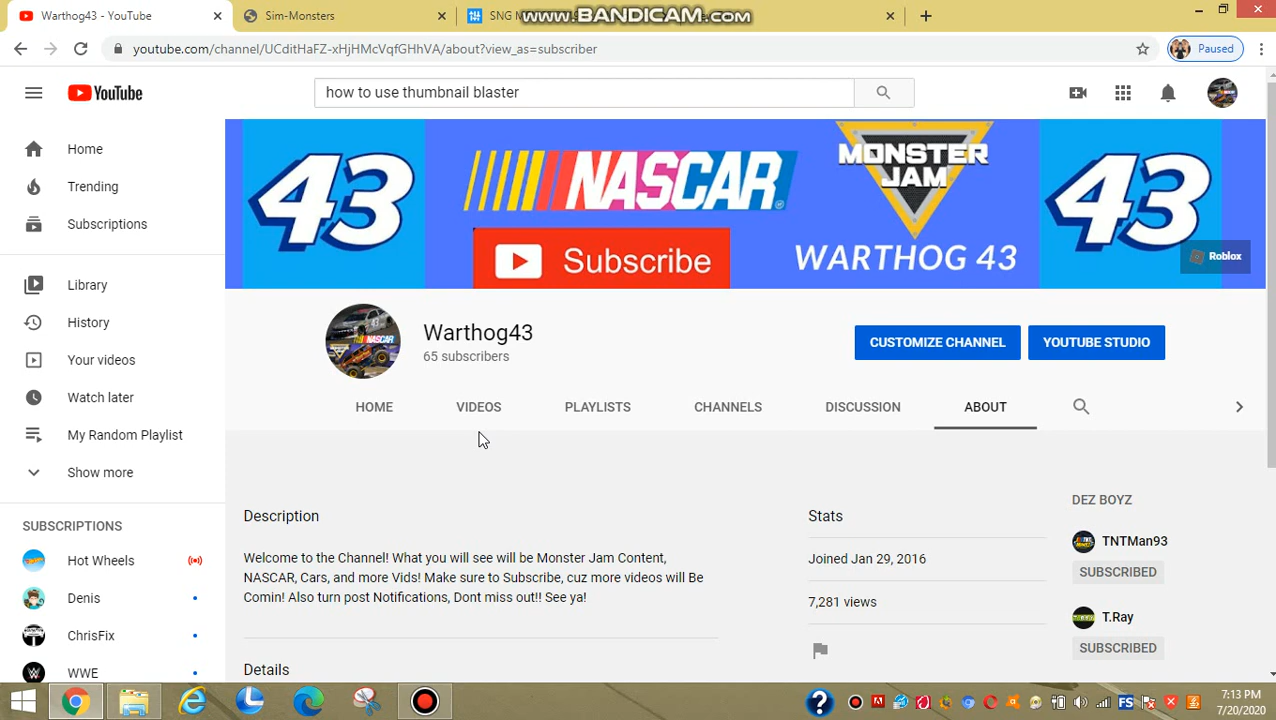 Warthog43 - YouTube
Sim-Monsters
SNG M
www.BANDICAM.com
youtube.com/channel/UCditHaFZ-xHjHMcVqfGHhVA/about?view_as=subscriber
Paused
YouTube
how to use thumbnail blaster
Home
Trending
Subscriptions
Library
History
Your videos
Watch later
My Random Playlist
Show more
SUBSCRIPTIONS
Hot Wheels
Denis
ChrisFix
WWE
43
NASCAR
MONSTER
JAM
43
Subscribe
WARTHOG 43
Roblox
Warthog43
65 subscribers
CUSTOMIZE CHANNEL
YOUTUBE STUDIO
HOME
VIDEOS
PLAYLISTS
CHANNELS
DISCUSSION
ABOUT
Description
Welcome to the Channel! What you will see will be Monster Jam Content,
NASCAR, Cars, and more Vids! Make sure to Subscribe, cuz more videos will Be
Comin! Also turn post Notifications, Dont miss out!! See ya!
Details
Stats
Joined Jan 29, 2016
7,281 views
DEZ BOYZ
TNTMan93
SUBSCRIBED
T.Ray
SUBSCRIBED
FS
7:13 PM
7/20/2020